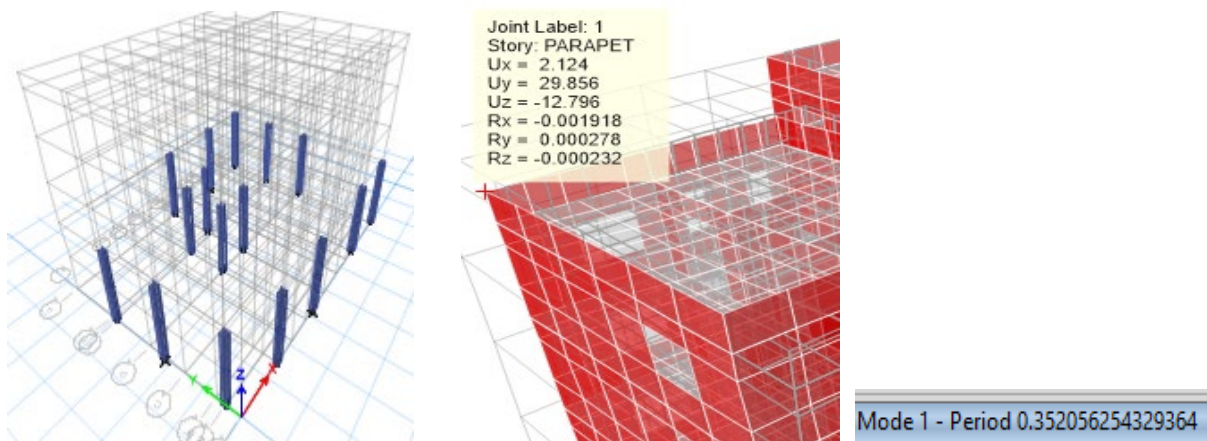 Joint Label: 1
Story: PARAPET
Ux = 2.124
Uy = 29.856
Uz = -12.796
Rx = -0.001918
Ry = 0.000278
Rz = -0.000232
Z
Mode 1 - Period 0.352056254329364